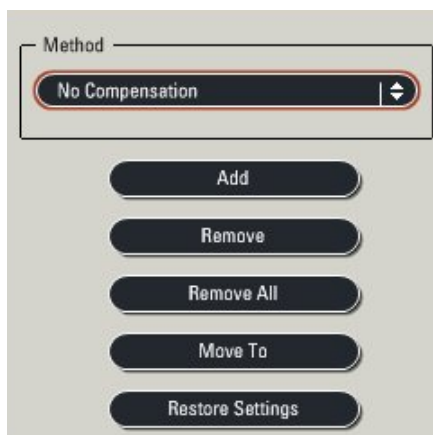 Method
No Compensation
Add
Remove
Remove All
Move To
Restore Settings